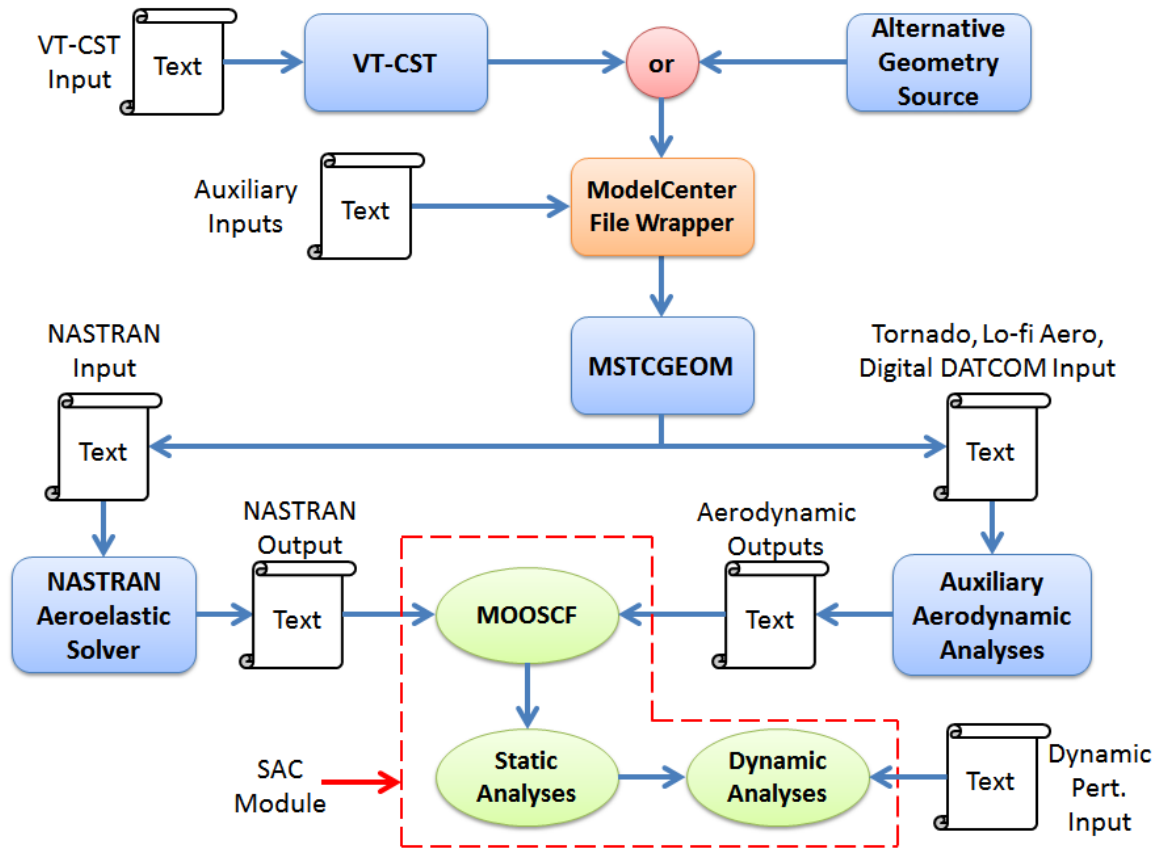 VT-CST
Input
Text
VT-CST
or
Alternative
Geometry
Source
Auxiliary
Inputs
Text
ModelCenter
File Wrapper
MSTCGEOM
NASTRAN
Input
Text
Tornado, Lo-fi Aero,
Digital DATCOM Input
Text
NASTRAN
Aeroelastic
Solver
NASTRAN
Output
Text
MOOSCF
Aerodynamic
Outputs
Text
Auxiliary
Aerodynamic
Analyses
SAC
Module
Static
Analyses
Dynamic
Analyses
Text
Dynamic
Pert.
Input